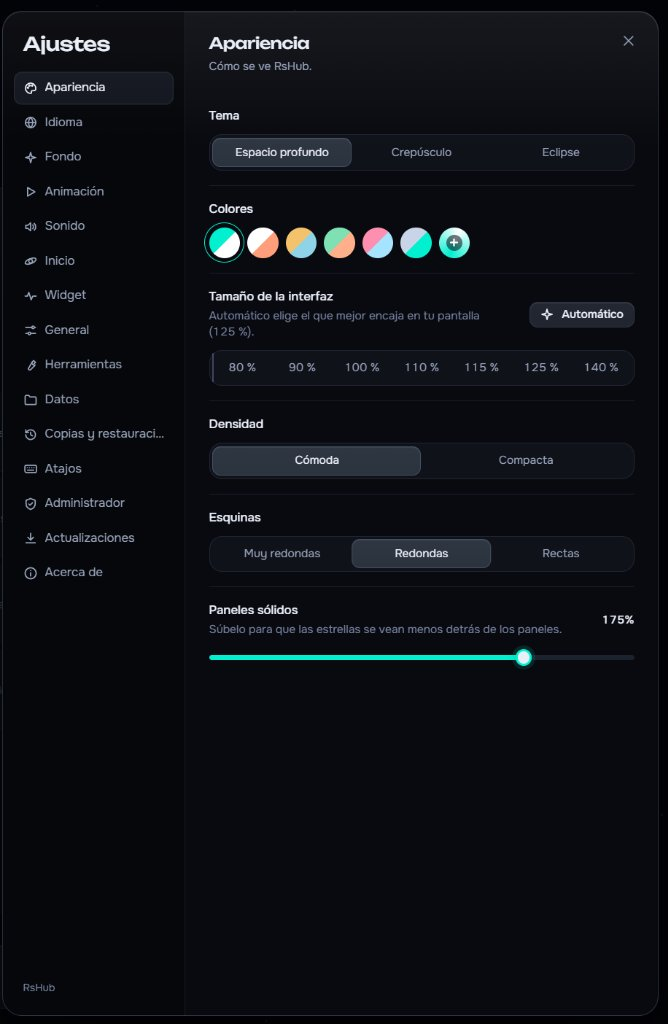 Ajustes
Apariencia
Idioma
Fondo
Animación
Sonido
Inicio
Widget
General
Herramientas
Datos
Copias y restauraci...
Atajos
Administrador
Actualizaciones
Acerca de
RsHub
Apariencia
Cómo se ve RsHub.
Tema
Espacio profundo
Crepúsculo
Eclipse
Colores
Tamaño de la interfaz
Automático elige el que mejor encaja en tu pantalla
(125 %).
Automático
80 %
90 %
100 %
110 %
115 %
125 %
140 %
Densidad
Cómoda
Compacta
Esquinas
Muy redondas
Redondas
Rectas
Paneles sólidos
Súbelo para que las estrellas se vean menos detrás de los paneles.
175%